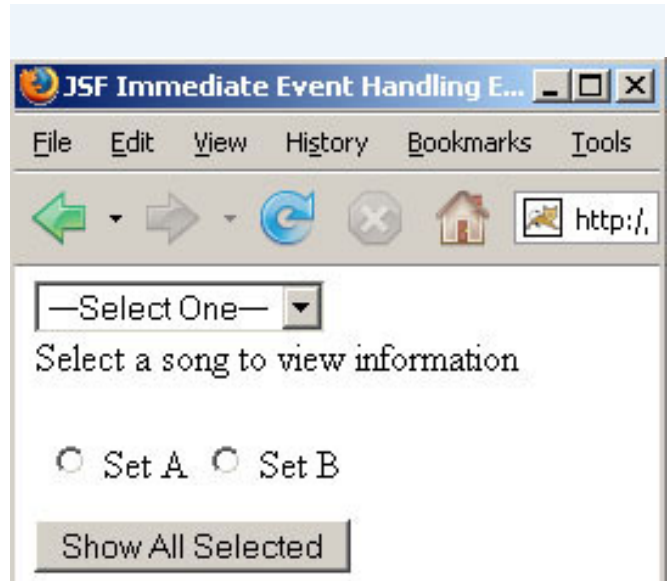 JSF Immediate Event Handling E...
File Edit View History Bookmarks Tools
http:/,
—Select One—
Select a song to view information
Set A Set B
Show All Selected